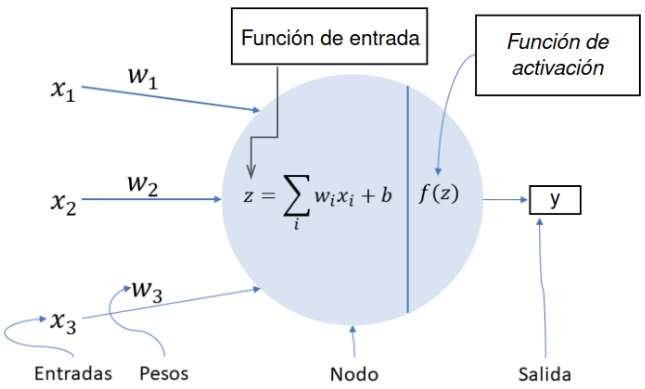 Función de entrada
Función de
activación
x₁
w₁
x₂
w₂
z = ∑ᵢ wᵢxᵢ + b
f(z)
y
x₃
w₃
Entradas
Pesos
Nodo
Salida